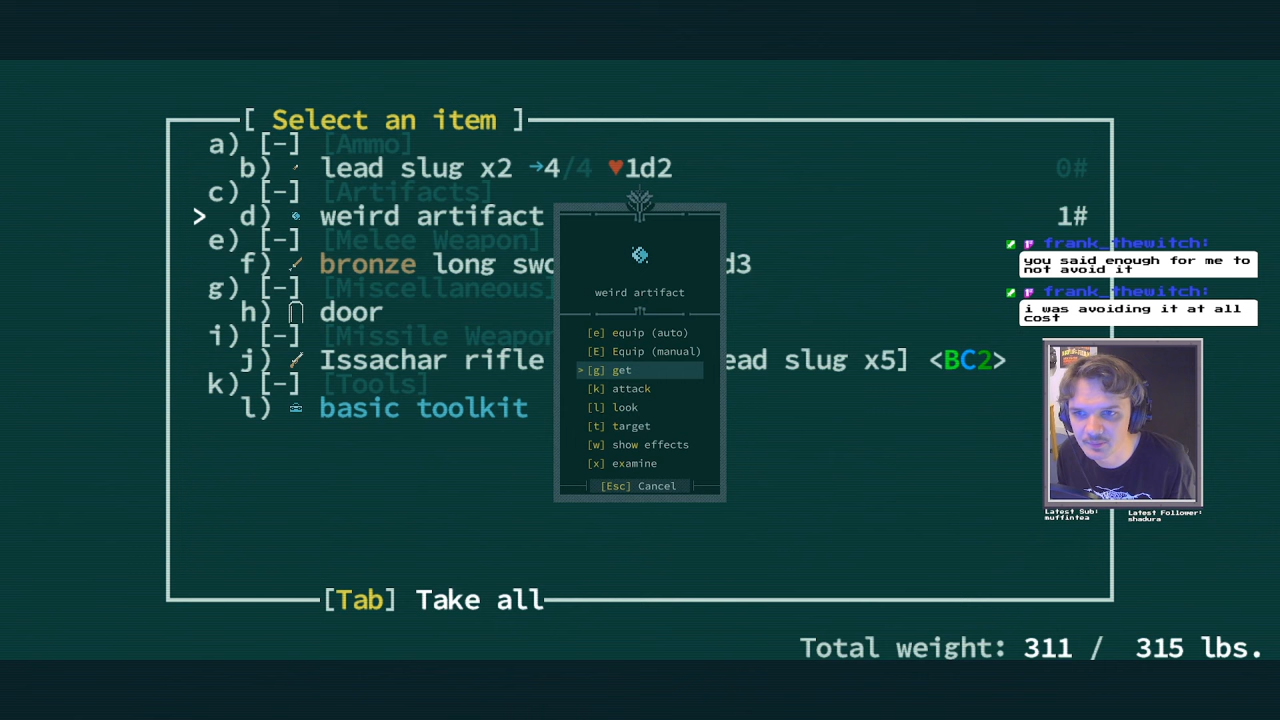 [ Select an item ]
a) [-] [Ammo]
b) lead slug x2 →4/4 ♥1d2 0#
c) [-] [Artifacts]
> d) weird artifact 1#
e) [-] [Melee Weapon]
f) bronze long swo d3
g) [-] [Miscellaneous]
h) door
i) [-] [Missile Weapon
j) Issachar rifle ead slug x5] <BC2>
k) [-] [Tools]
l) basic toolkit
[Tab] Take all
Total weight: 311 / 315 lbs.
weird artifact
[e] equip (auto)
[E] Equip (manual)
> [g] get
[k] attack
[l] look
[t] target
[w] show effects
[x] examine
[Esc] Cancel
frank_thewitch:
you said enough for me to
not avoid it
frank_thewitch:
i was avoiding it at all
cost
Latest Sub:
muffintea
Latest Follower:
shadura